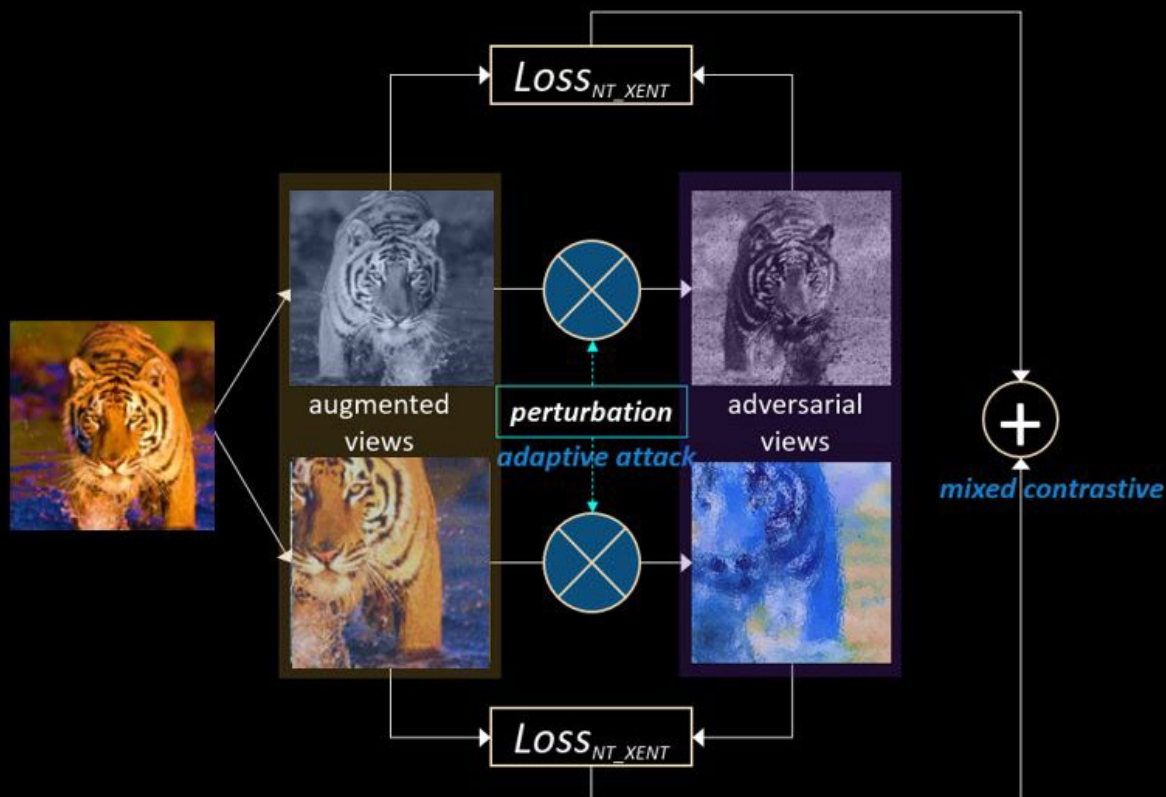 Loss_NT_XENT
augmented
views
perturbation
adaptive attack
adversarial
views
+
mixed contrastive
Loss_NT_XENT